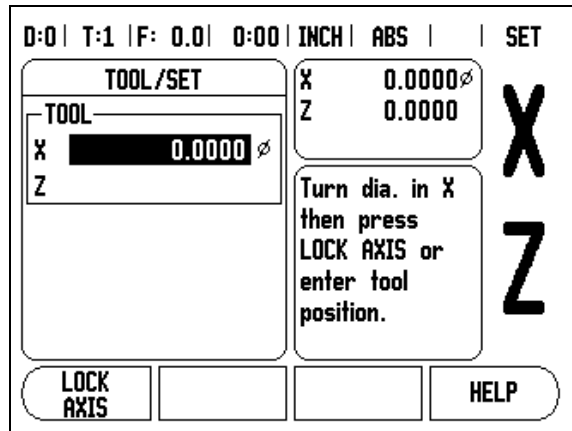 D:0 | T:1 | F: 0.0 | 0:00 | INCH | ABS | | SET
TOOL/SET
TOOL
X 0.0000 ⌀
Z
X 0.0000⌀
Z 0.0000
Turn dia. in X
then press
LOCK AXIS or
enter tool
position.
X
Z
LOCK
AXIS
HELP